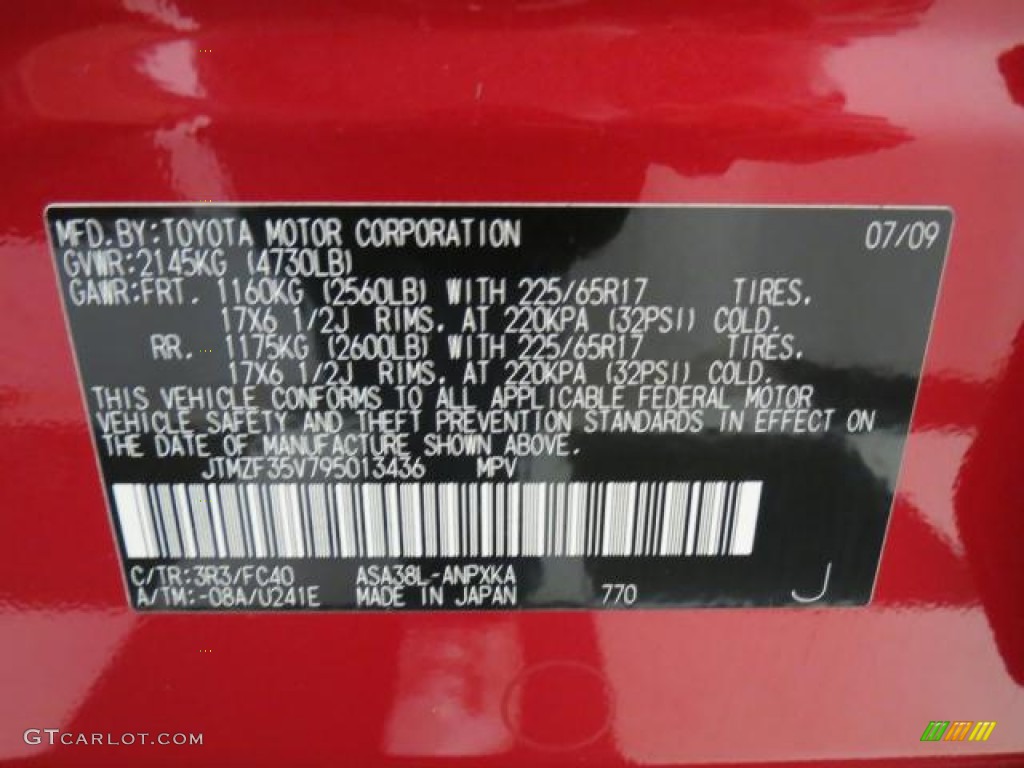 MFD.BY:TOYOTA MOTOR CORPORATION 07/09
GVWR:2145KG (4730LB)
GAWR:FRT. 1160KG (2560LB) WITH 225/65R17 TIRES.
17X6 1/2J RIMS. AT 220KPA (32PSI) COLD.
RR. 1175KG (2600LB) WITH 225/65R17 TIRES.
17X6 1/2J RIMS. AT 220KPA (32PSI) COLD.
THIS VEHICLE CONFORMS TO ALL APPLICABLE FEDERAL MOTOR
VEHICLE SAFETY AND THEFT PREVENTION STANDARDS IN EFFECT ON
THE DATE OF MANUFACTURE SHOWN ABOVE.
JTMZF35V795013436 MPV
C/TR:3R3/FC40 ASA38L-ANPXKA
A/TM:-08A/U241E MADE IN JAPAN 770 J
GTCARLOT.COM